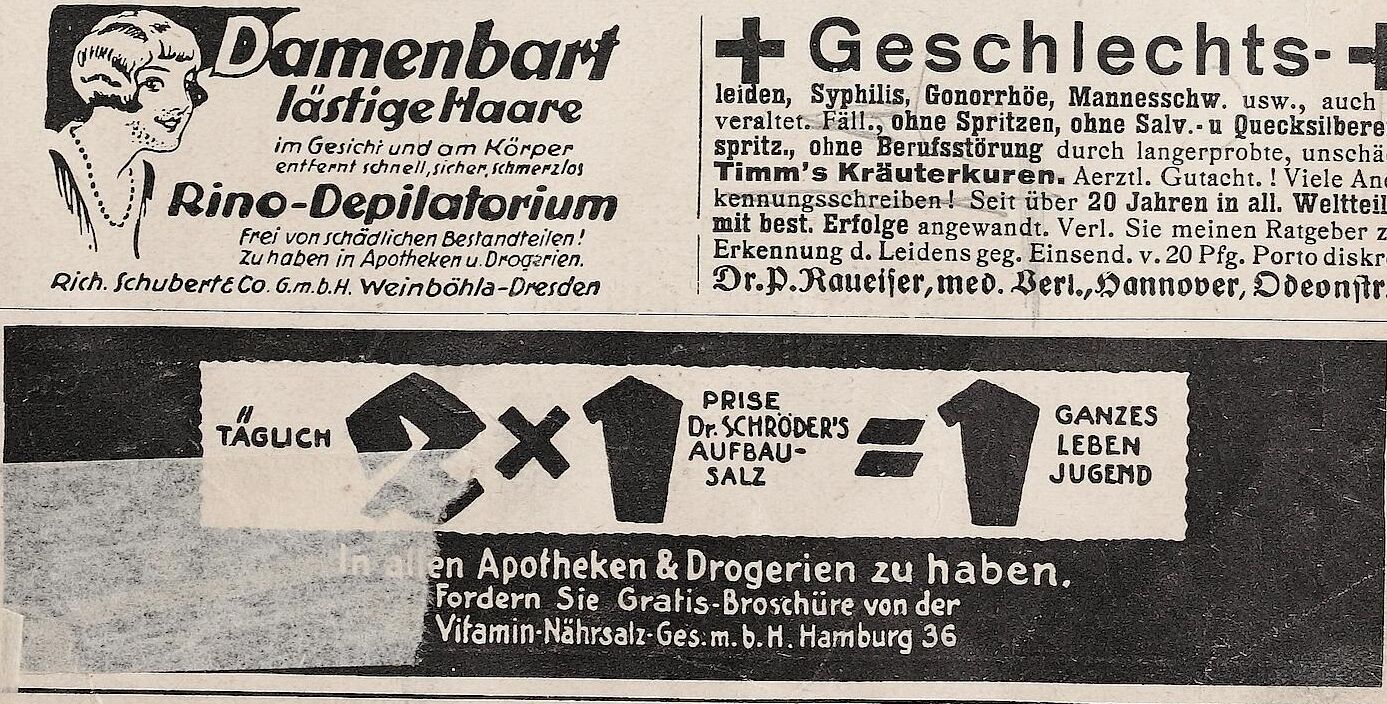 Damenbart
lästige Haare
im Gesicht und am Körper
entfernt schnell, sicher, schmerzlos
Rino-Depilatorium
Frei von schädlichen Bestandteilen!
Zu haben in Apotheken u. Drogerien.
Rich. Schubert & Co. G.m.b.H. Weinböhla-Dresden
+ Geschlechts- +
leiden, Syphilis, Gonorrhöe, Mannesschw. usw., auch
veraltet. Fäll., ohne Spritzen, ohne Salv.- u Quecksilbere
spritz., ohne Berufsstörung durch langerprobte, unschä
Timm's Kräuterkuren. Aerztl. Gutacht.! Viele Ane
kennungsschreiben! Seit über 20 Jahren in all. Weltteil
mit best. Erfolge angewandt. Verl. Sie meinen Ratgeber z
Erkennung d. Leidens geg. Einsend. v. 20 Pfg. Porto diskr
Dr. P. Raueiser, med. Verl., Hannover, Odeonstr.
TÄGLICH 2 × 1 PRISE Dr. SCHRÖDER'S AUFBAU-SALZ = 1 GANZES LEBEN JUGEND
In allen Apotheken & Drogerien zu haben.
Fordern Sie Gratis-Broschüre von der
Vitamin-Nährsalz-Ges. m. b. H. Hamburg 36